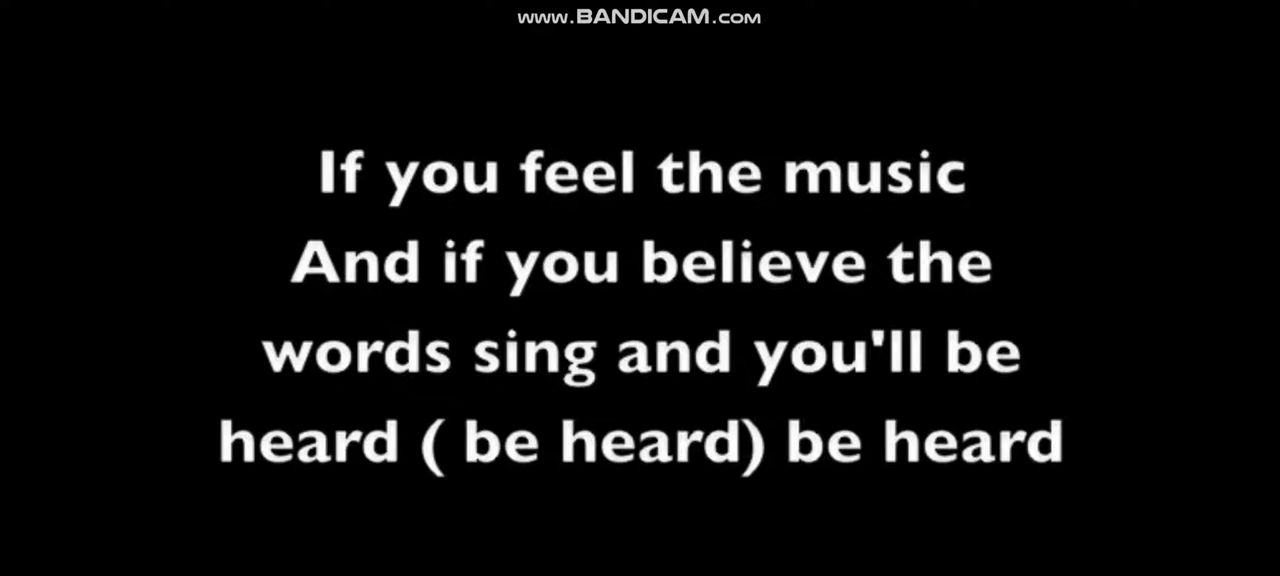 www.BANDICAM.com
If you feel the music
And if you believe the
words sing and you'll be
heard ( be heard) be heard